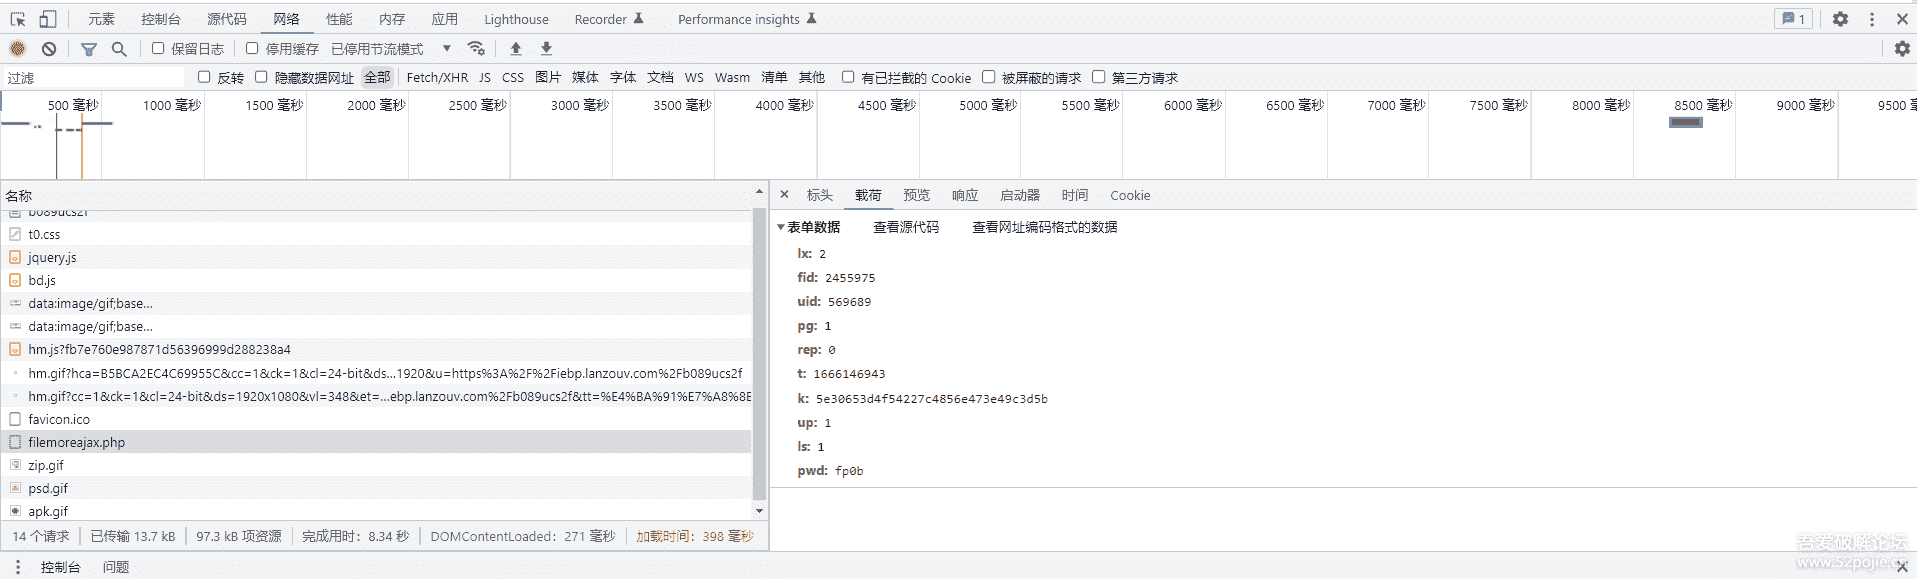 元素 控制台 源代码 网络 性能 内存 应用 Lighthouse Recorder Performance insights 1
保留日志 停用缓存 已停用节流模式
过滤 反转 隐藏数据网址 全部 Fetch/XHR JS CSS 图片 媒体 字体 文档 WS Wasm 清单 其他 有已拦截的 Cookie 被屏蔽的请求 第三方请求
500 毫秒 1000 毫秒 1500 毫秒 2000 毫秒 2500 毫秒 3000 毫秒 3500 毫秒 4000 毫秒 4500 毫秒 5000 毫秒 5500 毫秒 6000 毫秒 6500 毫秒 7000 毫秒 7500 毫秒 8000 毫秒 8500 毫秒 9000 毫秒 9500 毫
名称
b089ucs2f
t0.css
jquery.js
bd.js
data:image/gif;base...
data:image/gif;base...
hm.js?fb7e760e987871d56396999d288238a4
hm.gif?hca=B5BCA2EC4C69955C&cc=1&ck=1&cl=24-bit&ds...1920&u=https%3A%2F%2Fiebp.lanzouv.com%2Fb089ucs2f
hm.gif?cc=1&ck=1&cl=24-bit&ds=1920x1080&vl=348&et=...ebp.lanzouv.com%2Fb089ucs2f&tt=%E4%BA%91%E7%A8%8E
favicon.ico
filemoreajax.php
zip.gif
psd.gif
apk.gif
14 个请求 已传输 13.7 kB 97.3 kB 项资源 完成用时：8.34 秒 DOMContentLoaded：271 毫秒 加载时间：398 毫秒
标头 载荷 预览 响应 启动器 时间 Cookie
表单数据 查看源代码 查看网址编码格式的数据
lx: 2
fid: 2455975
uid: 569689
pg: 1
rep: 0
t: 1666146943
k: 5e30653d4f54227c4856e473e49c3d5b
up: 1
ls: 1
pwd: fp0b
控制台 问题
吾爱破解论坛
www.52pojie.cn